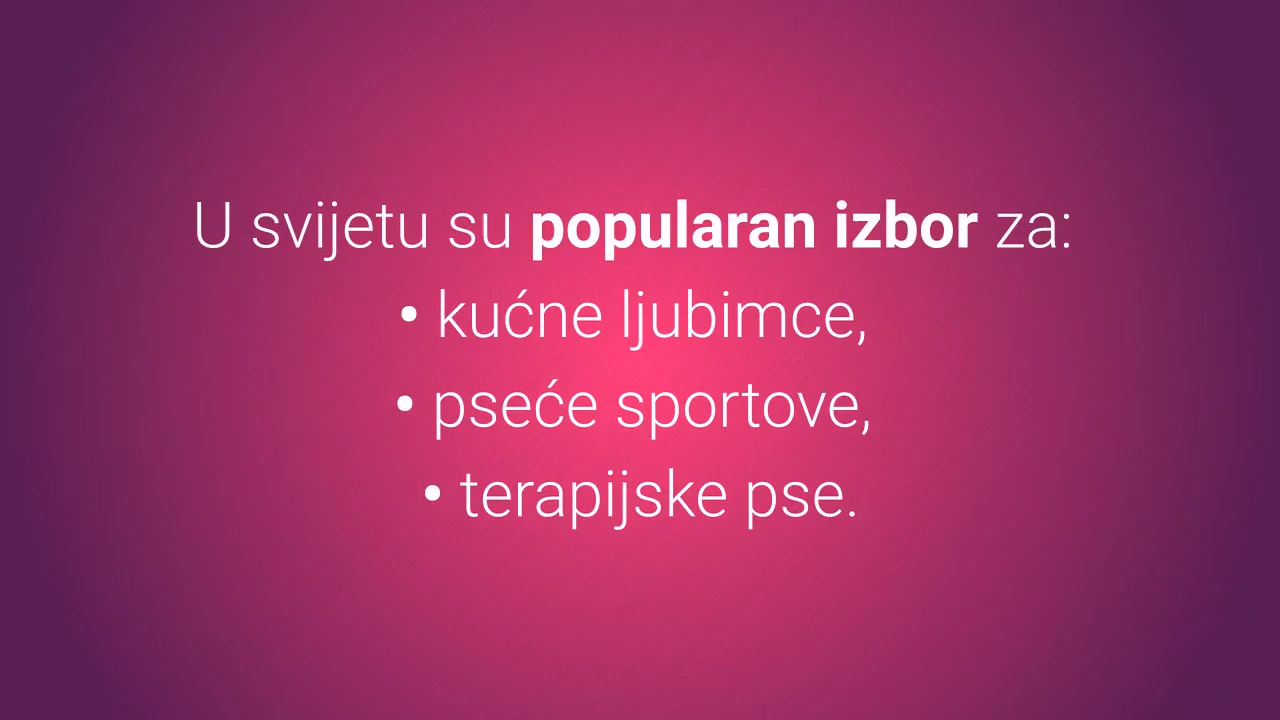 U svijetu su popularan izbor za:
• kućne ljubimce,
• pseće sportove,
• terapijske pse.